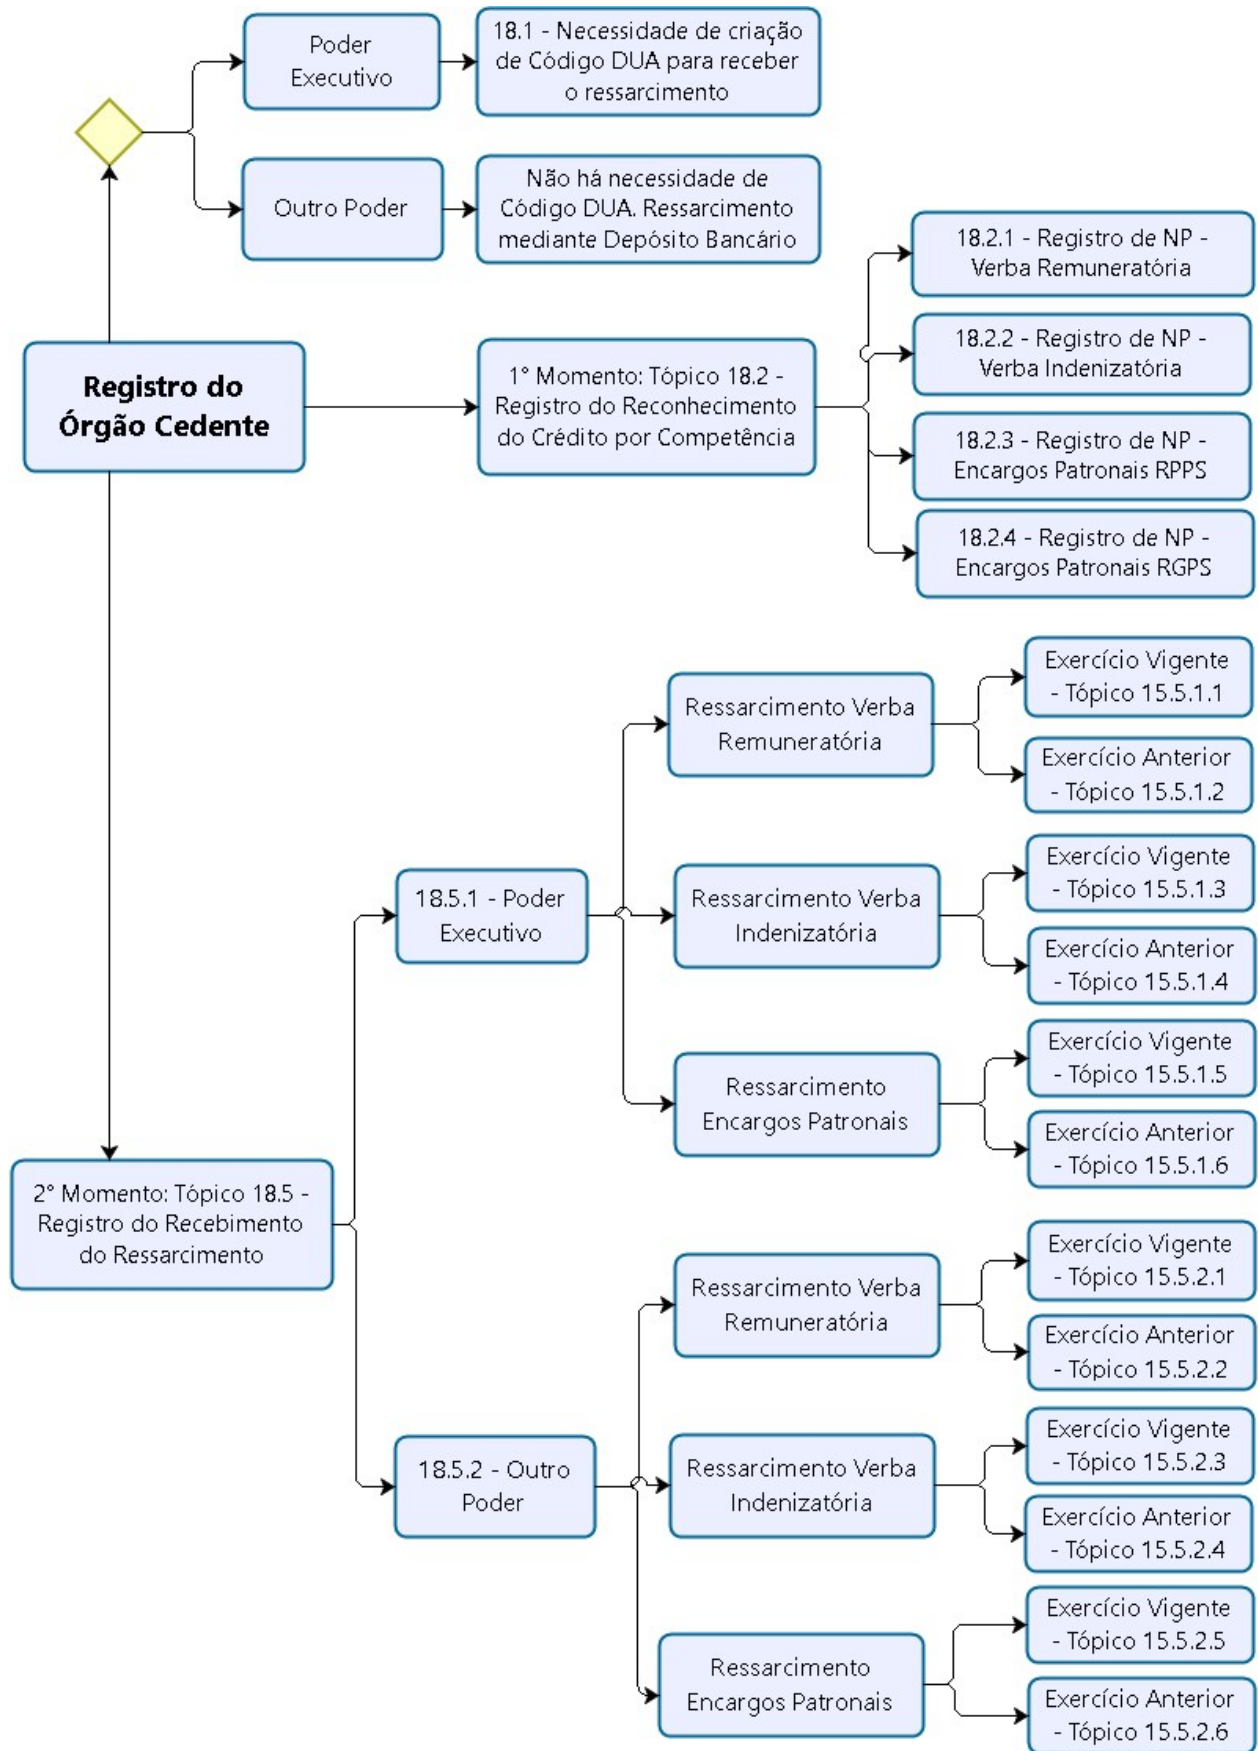 Poder
Executivo
18.1 - Necessidade de criação
de Código DUA para receber
o ressarcimento
Outro Poder
Não há necessidade de
Código DUA. Ressarcimento
mediante Depósito Bancário
Registro do
Órgão Cedente
1° Momento: Tópico 18.2 -
Registro do Reconhecimento
do Crédito por Competência
18.2.1 - Registro de NP -
Verba Remuneratória
18.2.2 - Registro de NP -
Verba Indenizatória
18.2.3 - Registro de NP -
Encargos Patronais RPPS
18.2.4 - Registro de NP -
Encargos Patronais RGPS
2° Momento: Tópico 18.5 -
Registro do Recebimento
do Ressarcimento
18.5.1 - Poder
Executivo
Ressarcimento Verba
Remuneratória
Exercício Vigente
- Tópico 15.5.1.1
Exercício Anterior
- Tópico 15.5.1.2
Ressarcimento Verba
Indenizatória
Exercício Vigente
- Tópico 15.5.1.3
Exercício Anterior
- Tópico 15.5.1.4
Ressarcimento
Encargos Patronais
Exercício Vigente
- Tópico 15.5.1.5
Exercício Anterior
- Tópico 15.5.1.6
18.5.2 - Outro
Poder
Ressarcimento Verba
Remuneratória
Exercício Vigente
- Tópico 15.5.2.1
Exercício Anterior
- Tópico 15.5.2.2
Ressarcimento Verba
Indenizatória
Exercício Vigente
- Tópico 15.5.2.3
Exercício Anterior
- Tópico 15.5.2.4
Ressarcimento
Encargos Patronais
Exercício Vigente
- Tópico 15.5.2.5
Exercício Anterior
- Tópico 15.5.2.6